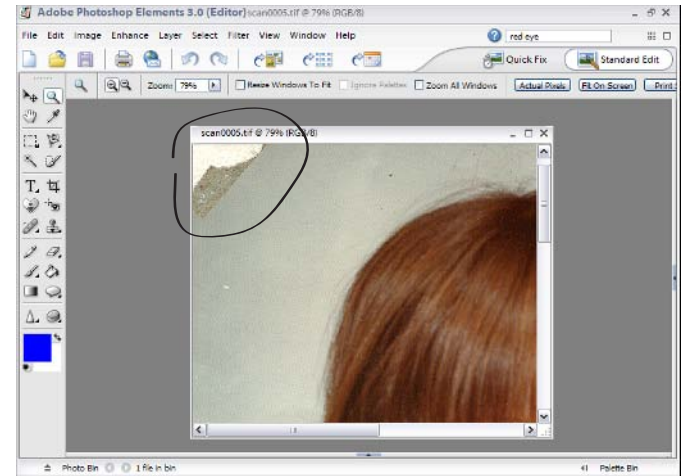 Adobe Photoshop Elements 3.0 (Editor) scan0005.tif @ 79% (RGB/8)
File Edit Image Enhance Layer Select Filter View Window Help
red eye
Quick Fix
Standard Edit
Zoom: 79%
Resize Windows To Fit
Ignore Palettes
Zoom All Windows
Actual Pixels
Fit On Screen
Print
scan0005.tif @ 79% (RGB/8)
T
Photo Bin
1 file in bin
Palette Bin